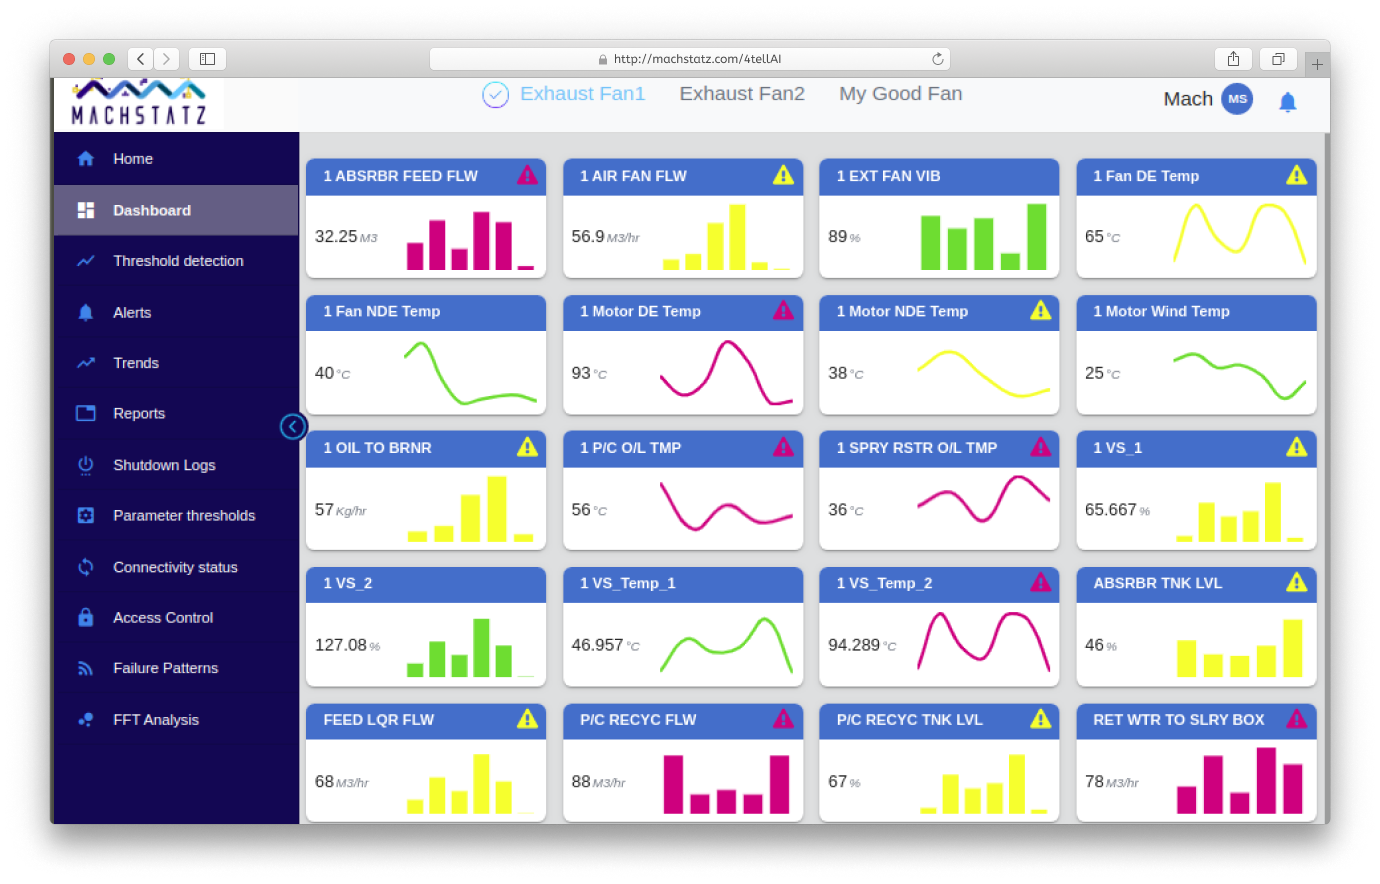 http://machstatz.com/4tellAI
MACHSTATZ
Exhaust Fan1
Exhaust Fan2
My Good Fan
Mach
MS
Home
Dashboard
Threshold detection
Alerts
Trends
Reports
Shutdown Logs
Parameter thresholds
Connectivity status
Access Control
Failure Patterns
FFT Analysis
1 ABSRBR FEED FLW
32.25 M3
1 AIR FAN FLW
56.9 M3/hr
1 EXT FAN VIB
89 %
1 Fan DE Temp
65 °C
1 Fan NDE Temp
40 °C
1 Motor DE Temp
93 °C
1 Motor NDE Temp
38 °C
1 Motor Wind Temp
25 °C
1 OIL TO BRNR
57 Kg/hr
1 P/C O/L TMP
56 °C
1 SPRY RSTR O/L TMP
36 °C
1 VS_1
65.667 %
1 VS_2
127.08 %
1 VS_Temp_1
46.957 °C
1 VS_Temp_2
94.289 °C
ABSRBR TNK LVL
46 %
FEED LQR FLW
68 M3/hr
P/C RECYC FLW
88 M3/hr
P/C RECYC TNK LVL
67 %
RET WTR TO SLRY BOX
78 M3/hr